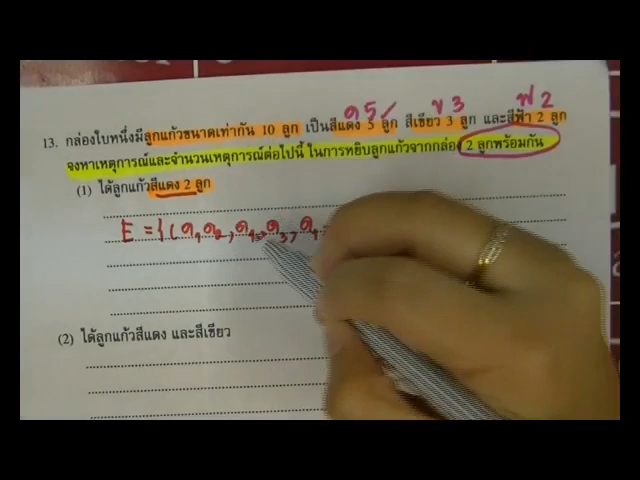 ด 5 ข 3 ฟ 2
13. กล่องใบหนึ่งมีลูกแก้วขนาดเท่ากัน 10 ลูก เป็นสีแดง 5 ลูก สีเขียว 3 ลูก และสีฟ้า 2 ลูก
จงหาเหตุการณ์และจำนวนเหตุการณ์ต่อไปนี้ ในการหยิบลูกแก้วจากกล่อง 2 ลูกพร้อมกัน
(1) ได้ลูกแก้วสีแดง 2 ลูก
E = { (ด1ด2, ด1ด3, ด1
(2) ได้ลูกแก้วสีแดง และสีเขียว